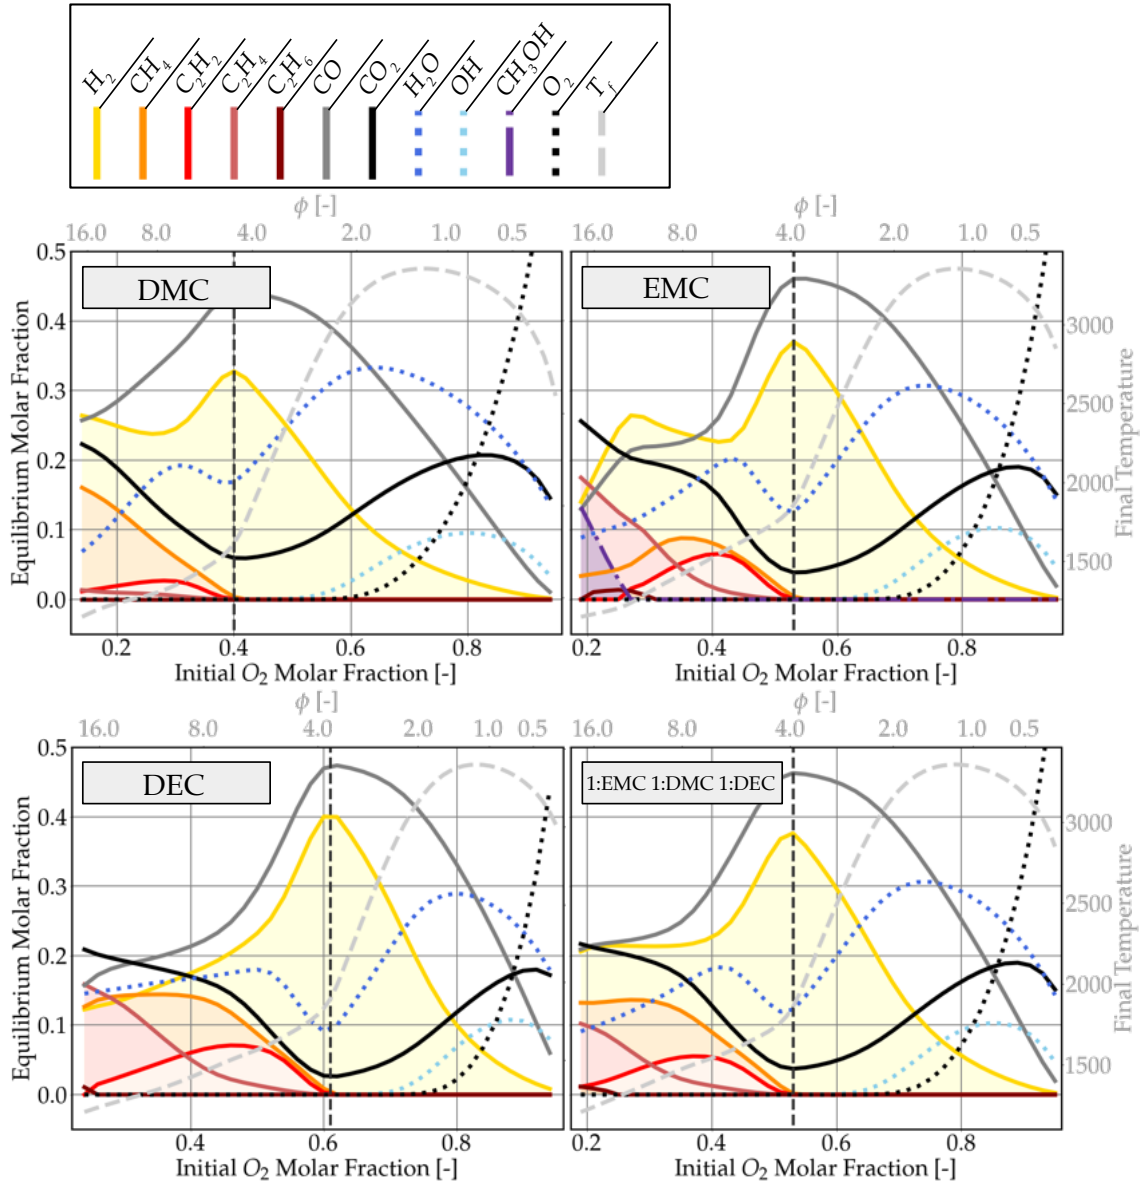 H2 CH4 C2H2 C2H4 C2H6 CO CO2 H2O OH CH3OH O2 Tf
ϕ [-] ϕ [-]
16.0 8.0 4.0 2.0 1.0 0.5 16.0 8.0 4.0 2.0 1.0 0.5
DMC
EMC
0.5
0.4
0.3
0.2
0.1
0.0
Equilibrium Molar Fraction
3000
2500
2000
1500
Final Temperature
0.2 0.4 0.6 0.8 0.2 0.4 0.6 0.8
Initial O2 Molar Fraction [-] Initial O2 Molar Fraction [-]
ϕ [-] ϕ [-]
16.0 8.0 4.0 2.0 1.0 0.5 16.0 8.0 4.0 2.0 1.0 0.5
DEC
1:EMC 1:DMC 1:DEC
0.5
0.4
0.3
0.2
0.1
0.0
Equilibrium Molar Fraction
3000
2500
2000
1500
Final Temperature
0.4 0.6 0.8 0.2 0.4 0.6 0.8
Initial O2 Molar Fraction [-] Initial O2 Molar Fraction [-]